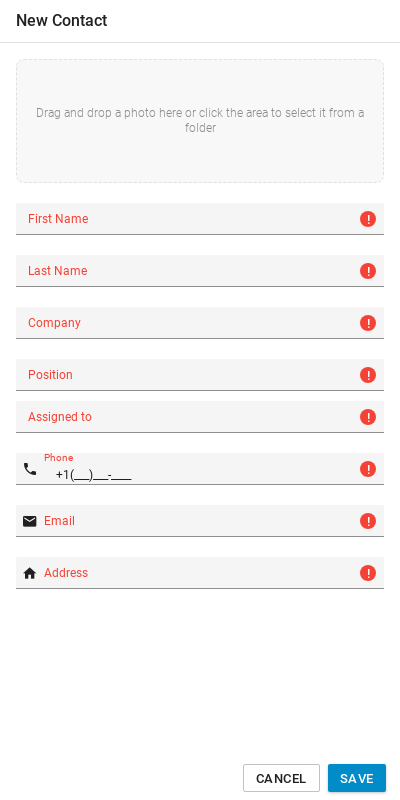 New Contact
Drag and drop a photo here or click the area to select it from a
folder
First Name
Last Name
Company
Position
Assigned to
Phone
+1(___)___-____
Email
Address
CANCEL
SAVE